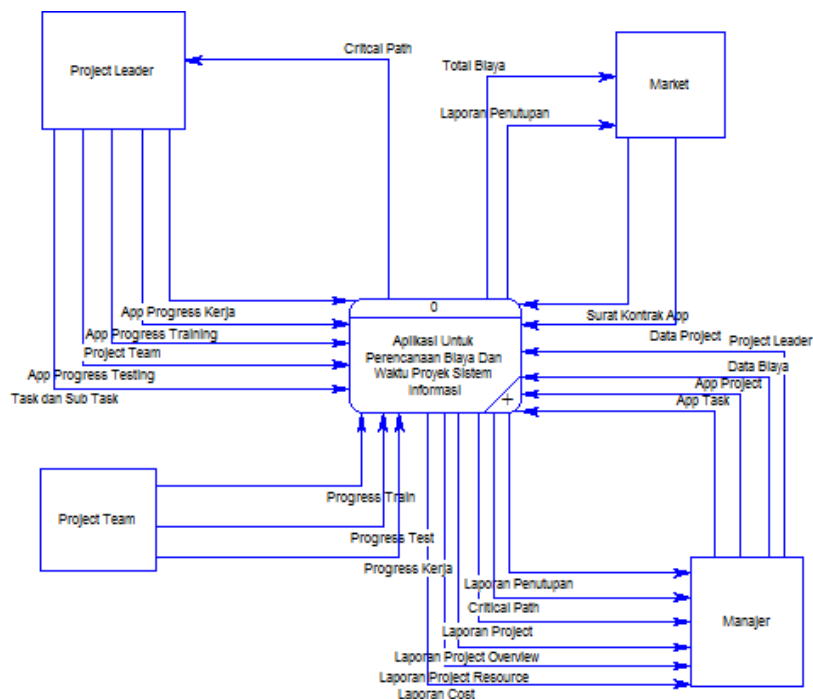 Critcal Path
Project Leader
Total Biaya
Market
Laporan Penutupan
0
App Progress Kerja
Surat Kontrak App
App Progress Training
Data Project
Project Leader
Aplikasi Untuk
Perencanaan Biaya Dan
Waktu Proyek Sistem
Informasi
Project Team
Data Biaya
App Progress Testing
App Project
Task dan Sub Task
App Task
+
Progress Train
Project Team
Progress Test
Progress Kerja
Laporan Penutupan
Critical Path
Manajer
Laporan Project
Laporan Project Overview
Laporan Project Resource
Laporan Cost